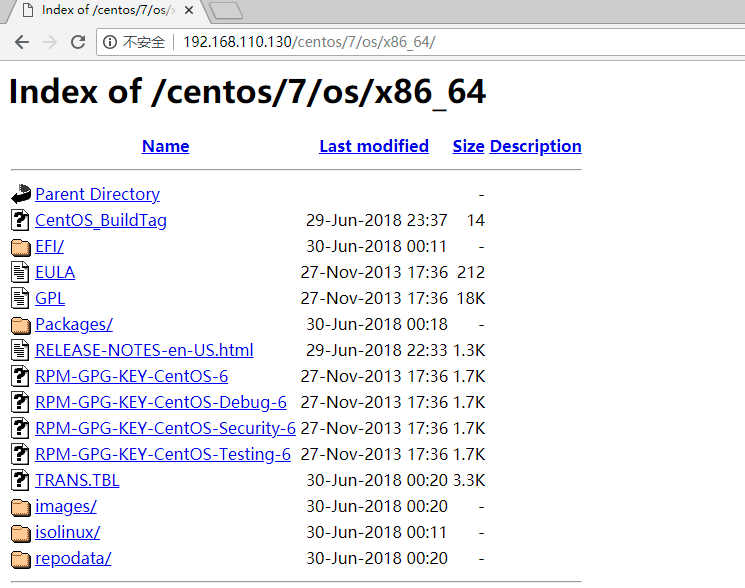 Index of /centos/7/os/x
不安全 192.168.110.130/centos/7/os/x86_64/
Index of /centos/7/os/x86_64
Name Last modified Size Description
Parent Directory -
CentOS_BuildTag 29-Jun-2018 23:37 14
EFI/ 30-Jun-2018 00:11 -
EULA 27-Nov-2013 17:36 212
GPL 27-Nov-2013 17:36 18K
Packages/ 30-Jun-2018 00:18 -
RELEASE-NOTES-en-US.html 29-Jun-2018 22:33 1.3K
RPM-GPG-KEY-CentOS-6 27-Nov-2013 17:36 1.7K
RPM-GPG-KEY-CentOS-Debug-6 27-Nov-2013 17:36 1.7K
RPM-GPG-KEY-CentOS-Security-6 27-Nov-2013 17:36 1.7K
RPM-GPG-KEY-CentOS-Testing-6 27-Nov-2013 17:36 1.7K
TRANS.TBL 30-Jun-2018 00:20 3.3K
images/ 30-Jun-2018 00:20 -
isolinux/ 30-Jun-2018 00:11 -
repodata/ 30-Jun-2018 00:20 -